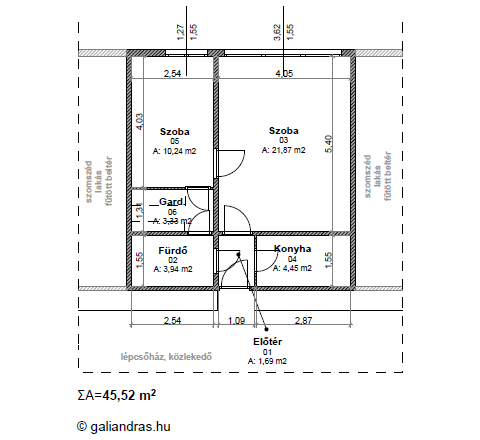 1,27
1,55
3,62
1,55
2,54
4,05
4,03
Szoba
05
A: 10,24 m2
Szoba
03
A: 21,87 m2
5,40
szomszéd
lakás
fűtött beltér
szomszéd
lakás
fűtött beltér
1,31
Gard.
06
A: 3,33 m2
1,55
Fürdő
02
A: 3,94 m2
Konyha
04
A: 4,45 m2
1,55
2,54
1,09
2,87
Előtér
01
A: 1,69 m2
lépcsőház, közlekedő
ΣA=45,52 m²
© galiandras.hu